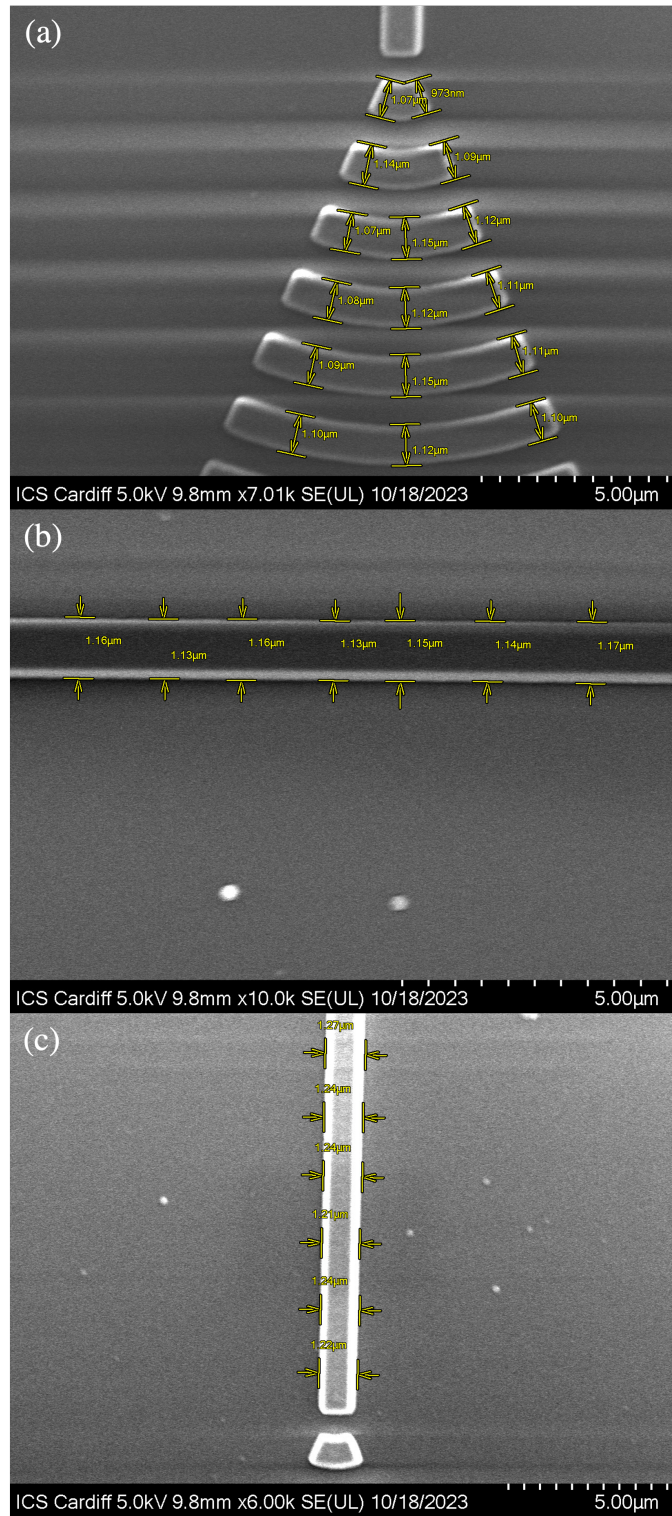 (a)
1.07µm 973nm
1.14µm 1.09µm
1.07µm 1.15µm 1.12µm
1.08µm 1.12µm 1.11µm
1.09µm 1.15µm 1.11µm
1.10µm 1.12µm 1.10µm
ICS Cardiff 5.0kV 9.8mm x7.01k SE(UL) 10/18/2023 5.00µm
(b)
1.16µm 1.13µm 1.16µm 1.13µm 1.15µm 1.14µm 1.17µm
ICS Cardiff 5.0kV 9.8mm x10.0k SE(UL) 10/18/2023 5.00µm
(c)
1.27µm
1.24µm
1.24µm
1.21µm
1.24µm
1.22µm
ICS Cardiff 5.0kV 9.8mm x6.00k SE(UL) 10/18/2023 5.00µm